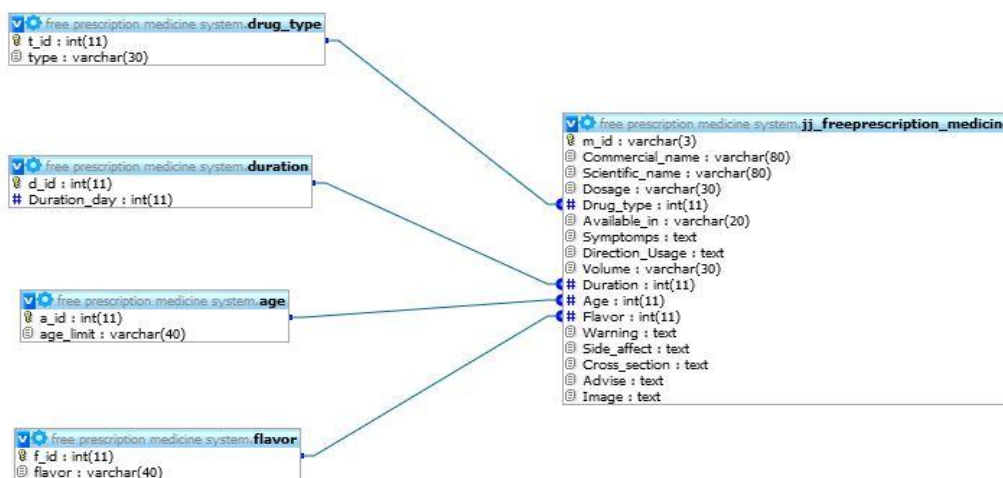 free prescription medicine system.drug_type
t_id : int(11)
type : varchar(30)
free prescription medicine system.duration
d_id : int(11)
# Duration_day : int(11)
free prescription medicine system.age
a_id : int(11)
age_limit : varchar(40)
free prescription medicine system.flavor
f_id : int(11)
flavor : varchar(40)
free prescription medicine system.jj_freeprescription_medicine
m_id : varchar(3)
Commercial_name : varchar(80)
Scientific_name : varchar(80)
Dosage : varchar(30)
# Drug_type : int(11)
Available_in : varchar(20)
Symptomps : text
Direction_Usage : text
Volume : varchar(30)
# Duration : int(11)
# Age : int(11)
# Flavor : int(11)
Warning : text
Side_affect : text
Cross_section : text
Advise : text
Image : text